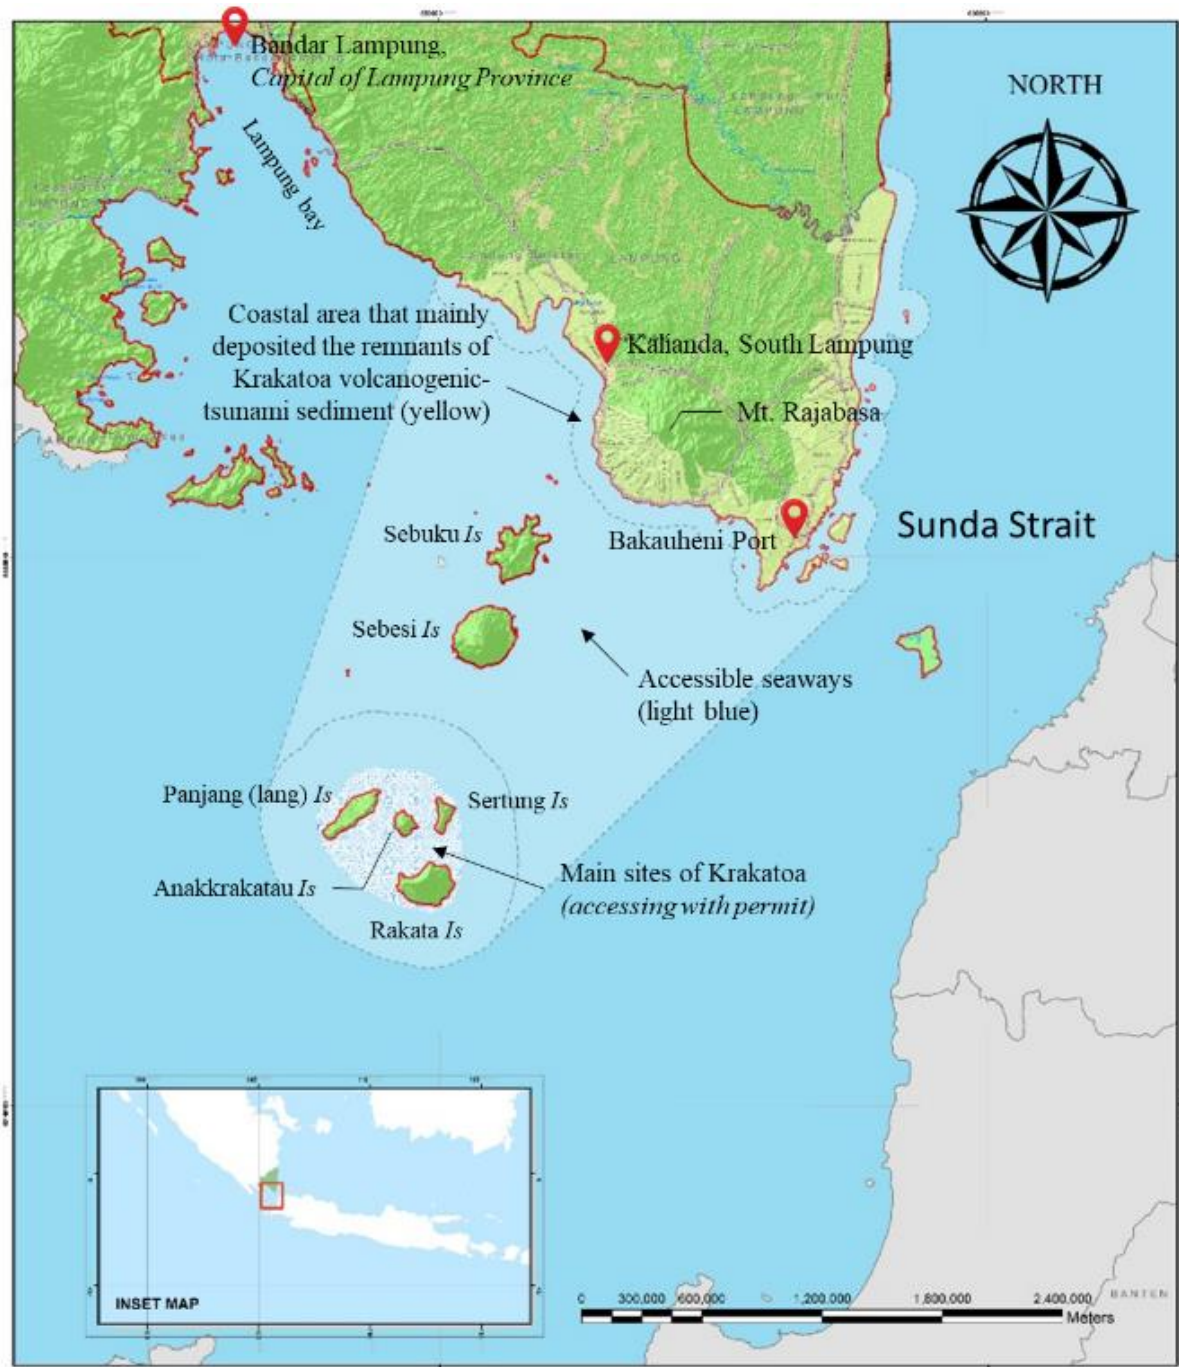 Bandar Lampung,
Capital of Lampung Province
NORTH
Lampung bay
LAMPUNG
LAMPUNG
Coastal area that mainly
deposited the remnants of
Krakatoa volcanogenic-
tsunami sediment (yellow)
Kalianda, South Lampung
Mt. Rajabasa
Sebuku Is
Bakauheni Port
Sunda Strait
Sebesi Is
Accessible seaways
(light blue)
Panjang (lang) Is
Sertung Is
Anakkrakatau Is
Main sites of Krakatoa
(accessing with permit)
Rakata Is
INSET MAP
0 300,000 600,000 1,200,000 1,800,000 2,400,000
Meters
BANTEN